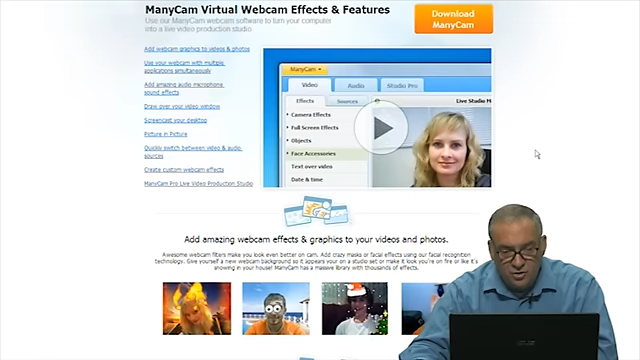 ManyCam Virtual Webcam Effects & Features
Use our ManyCam webcam software to turn your computer
into a live video production studio
Download
ManyCam
Add webcam graphics to videos & photos
Use your webcam with multiple
applications simultaneously
Add amazing audio microphone
sound effects
Draw over your video window
Screencast your desktop
Picture in Picture
Quickly switch between video & audio
sources
Create custom webcam effects
ManyCam Pro Live Video Production Studio
ManyCam
Video
Audio
Studio Pro
Effects
Sources
Live Studio M
Camera Effects
Full Screen Effects
Objects
Face Accessories
Text over video
Date & time
Add amazing webcam effects & graphics to your videos and photos.
Awesome webcam filters make you look even better on cam. Add crazy masks or facial effects using our facial recognition
technology. Give yourself a new webcam background so it appears your on a studio set or make it look you're on fire or like it's
snowing in your house! ManyCam has a massive library with thousands of effects.
ASUS